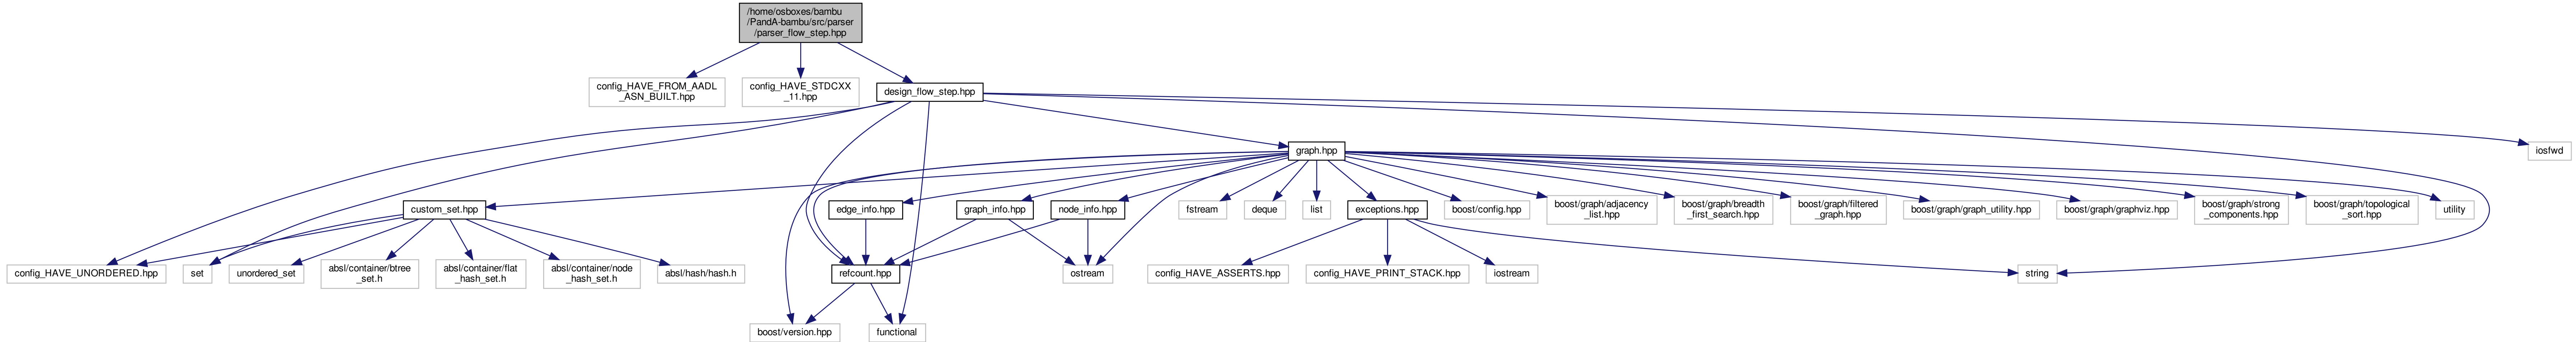 /home/osboxes/bambu
/PandA-bambu/src/parser
/parser_flow_step.hpp
config_HAVE_FROM_AADL
_ASN_BUILT.hpp
config_HAVE_STDCXX
_11.hpp
design_flow_step.hpp
graph.hpp
iosfwd
custom_set.hpp
edge_info.hpp
graph_info.hpp
node_info.hpp
fstream
deque
list
exceptions.hpp
boost/config.hpp
boost/graph/adjacency
_list.hpp
boost/graph/breadth
_first_search.hpp
boost/graph/filtered
_graph.hpp
boost/graph/graph_utility.hpp
boost/graph/graphviz.hpp
boost/graph/strong
_components.hpp
boost/graph/topological
_sort.hpp
utility
config_HAVE_UNORDERED.hpp
set
unordered_set
absl/container/btree
_set.h
absl/container/flat
_hash_set.h
absl/container/node
_hash_set.h
absl/hash/hash.h
refcount.hpp
ostream
config_HAVE_ASSERTS.hpp
config_HAVE_PRINT_STACK.hpp
iostream
string
boost/version.hpp
functional